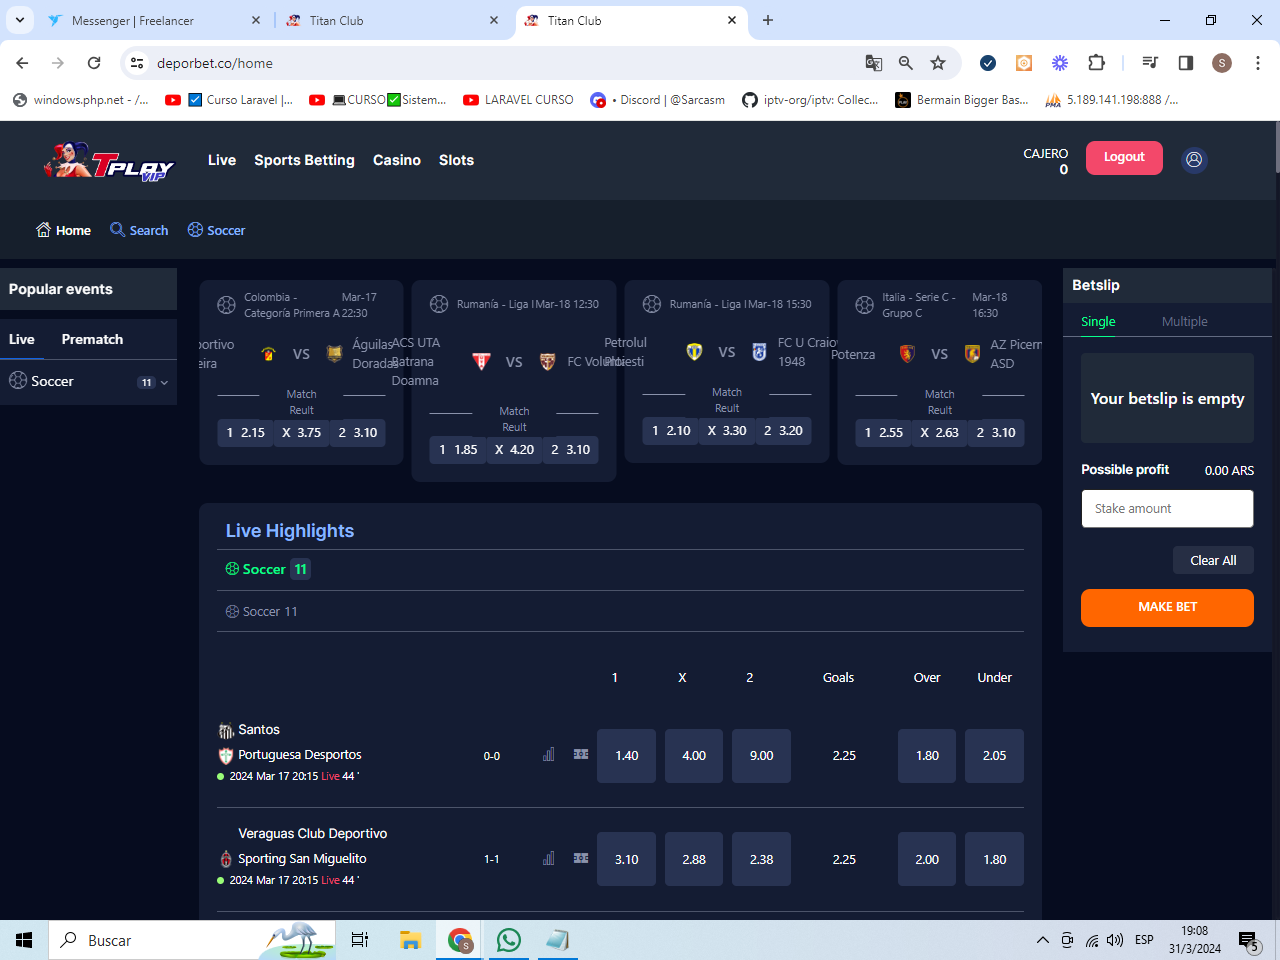 Messenger | Freelancer
Titan Club
Titan Club
deporbet.co/home
S
windows.php.net - /...
Curso Laravel |...
CURSO Sistem...
LARAVEL CURSO
• Discord | @Sarcasm
iptv-org/iptv: Collec...
Bermain Bigger Bas...
5.189.141.198:888 /...
TPLAY VIP
Live
Sports Betting
Casino
Slots
CAJERO
0
Logout
Home
Search
Soccer
Popular events
Live
Prematch
Soccer
11
Colombia -
Categoría Primera A
Mar-17
22:30
portivo
eira
VS
Águilas
Doradas
Match
Reult
1 2.15
X 3.75
2 3.10
Rumanía - Liga I
Mar-18 12:30
ACS UTA
Batrana
Doamna
VS
FC Voluntari
Match
Reult
1 1.85
X 4.20
2 3.10
Rumanía - Liga I
Mar-18 15:30
Petrolul
Ploiesti
VS
FC U Craio
1948
Match
Reult
1 2.10
X 3.30
2 3.20
Italia - Serie C -
Grupo C
Mar-18
16:30
Potenza
VS
AZ Picern
ASD
Match
Reult
1 2.55
X 2.63
2 3.10
Live Highlights
Soccer 11
Soccer 11
1
X
2
Goals
Over
Under
Santos
Portuguesa Desportos
2024 Mar 17 20:15 Live 44 '
0-0
1.40
4.00
9.00
2.25
1.80
2.05
Veraguas Club Deportivo
Sporting San Miguelito
2024 Mar 17 20:15 Live 44 '
1-1
3.10
2.88
2.38
2.25
2.00
1.80
Betslip
Single
Multiple
Your betslip is empty
Possible profit
0.00 ARS
Stake amount
Clear All
MAKE BET
Buscar
S
ESP
19:08
31/3/2024
5